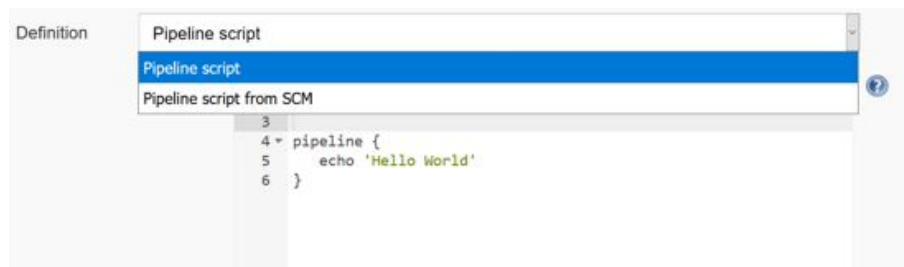 Definition
Pipeline script
Pipeline script
Pipeline script from SCM
?
3
4 pipeline {
5 echo 'Hello World'
6 }